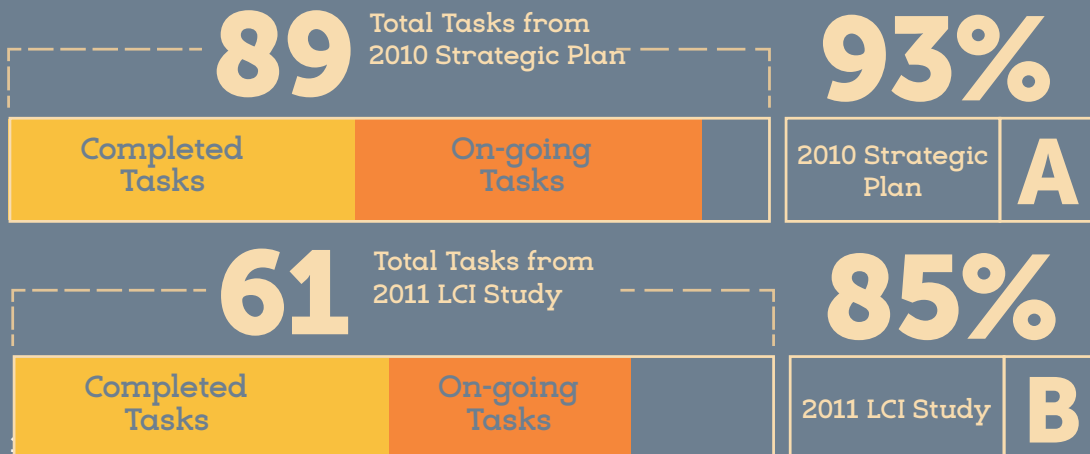 89
Total Tasks from
2010 Strategic Plan
93%
Completed
Tasks
On-going
Tasks
2010 Strategic
Plan
A
61
Total Tasks from
2011 LCI Study
85%
Completed
Tasks
On-going
Tasks
2011 LCI Study
B